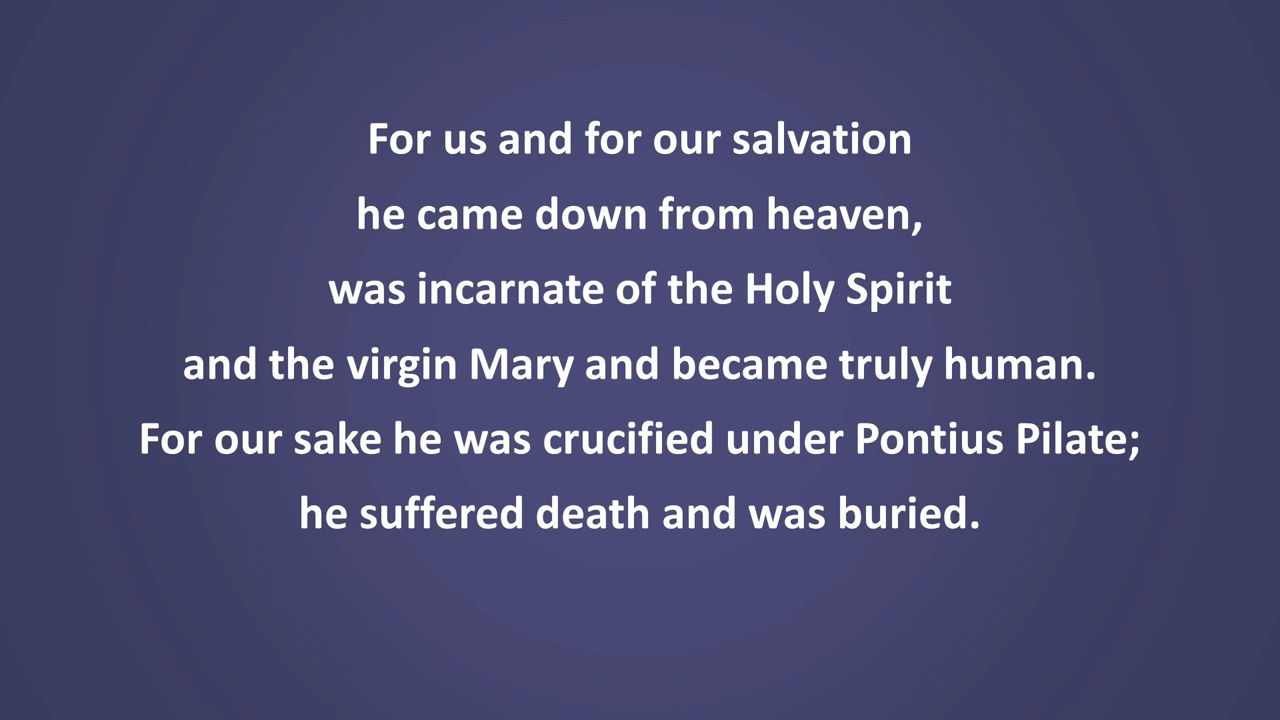 For us and for our salvation
he came down from heaven,
was incarnate of the Holy Spirit
and the virgin Mary and became truly human.
For our sake he was crucified under Pontius Pilate;
he suffered death and was buried.